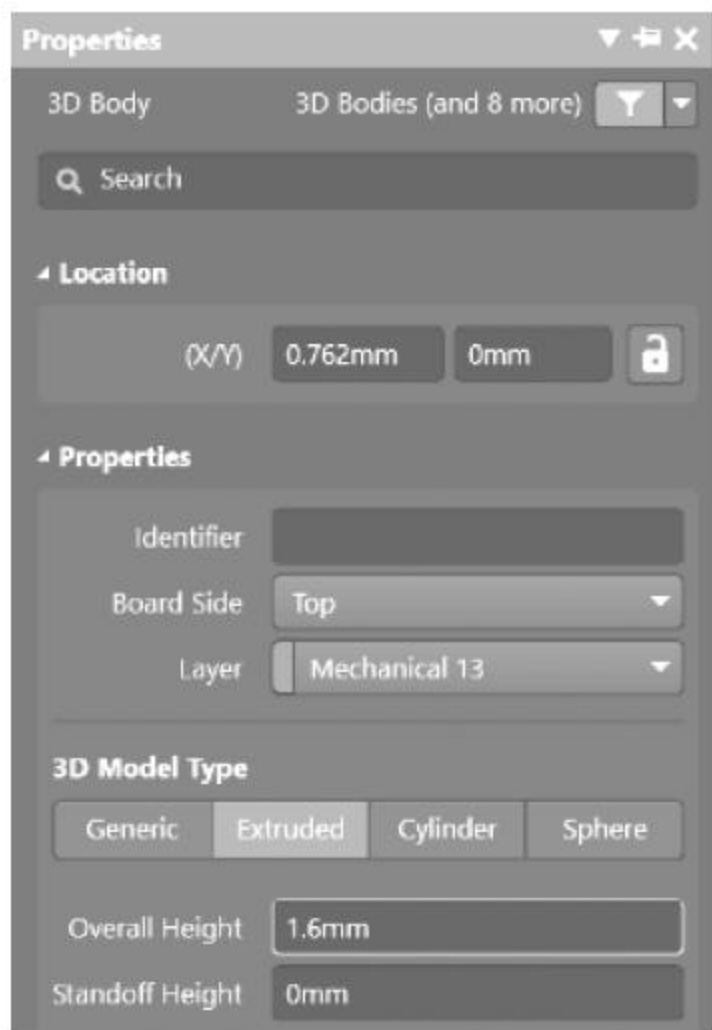 Properties
3D Body 3D Bodies (and 8 more)
Search
Location
(X/Y) 0.762mm 0mm
Properties
Identifier
Board Side Top
Layer Mechanical 13
3D Model Type
Generic Extruded Cylinder Sphere
Overall Height 1.6mm
Standoff Height 0mm